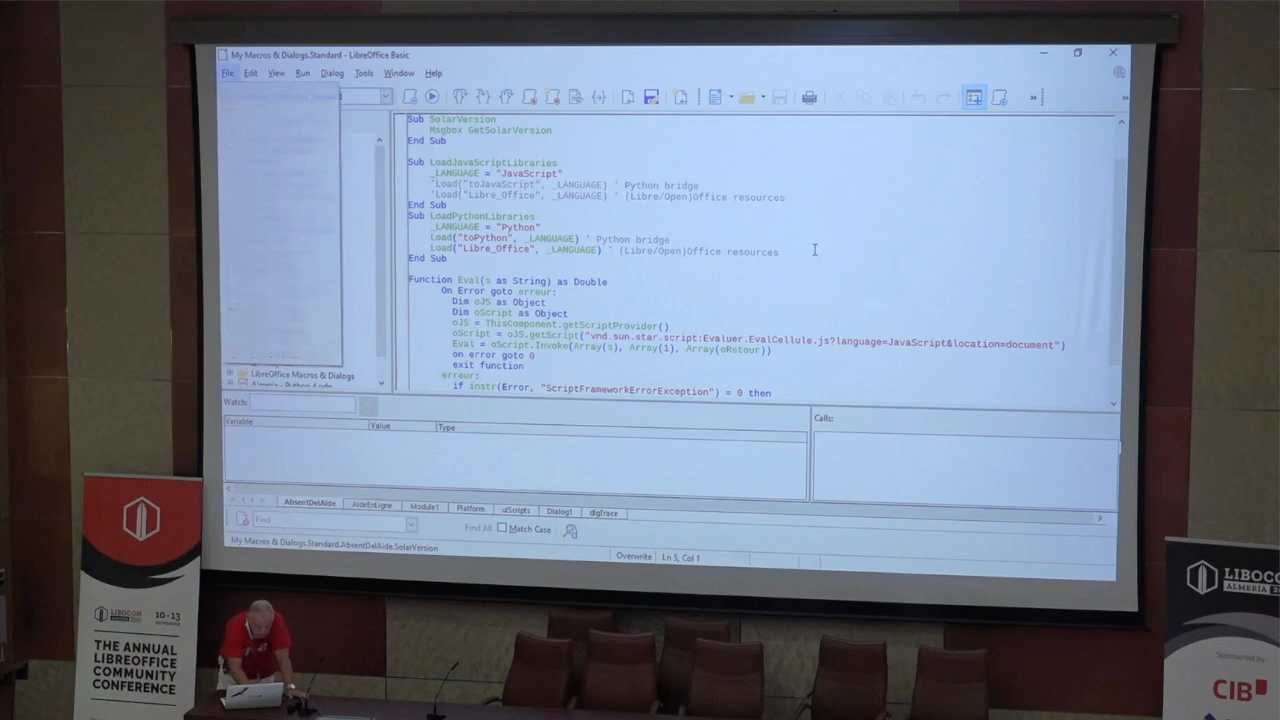 My Macros & Dialogs.Standard - LibreOffice Basic
File Edit View Run Dialog Tools Window Help
Sub SolarVersion
Msgbox GetSolarVersion
End Sub
Sub LoadJavaScriptLibraries
_LANGUAGE = "JavaScript"
'Load("toJavaScript", _LANGUAGE) ' Python bridge
'Load("Libre_Office", _LANGUAGE) ' (Libre/Open)Office resources
End Sub
Sub LoadPythonLibraries
_LANGUAGE = "Python"
Load("toPython", _LANGUAGE) ' Python bridge
Load("Libre_Office", _LANGUAGE) ' (Libre/Open)Office resources
End Sub
Function Eval(s as String) as Double
On Error goto erreur:
Dim oJS as Object
Dim oScript as Object
oJS = ThisComponent.getScriptProvider()
oScript = oJS.getScript("vnd.sun.star.script:Evaluer.EvalCellule.js?language=JavaScript&location=document")
Eval = oScript.Invoke(Array(s), Array(1), Array(oRetour))
on error goto 0
exit function
erreur:
if instr(Error, "ScriptFrameworkErrorException") = 0 then
LibreOffice Macros & Dialogs
Watch:
Calls:
Variable Value Type
AbsentDelAide AideEnLigne Module1 Platform uiScripts Dialog1 dlgTrace
Find Find All Match Case
My Macros & Dialogs.Standard.AbsentDelAide.SolarVersion
Overwrite Ln 5, Col 1
LIBOCON
10-13
THE ANNUAL
LIBREOFFICE
COMMUNITY
CONFERENCE
LIBOCON
ALMERIA
Sponsored by
CIB